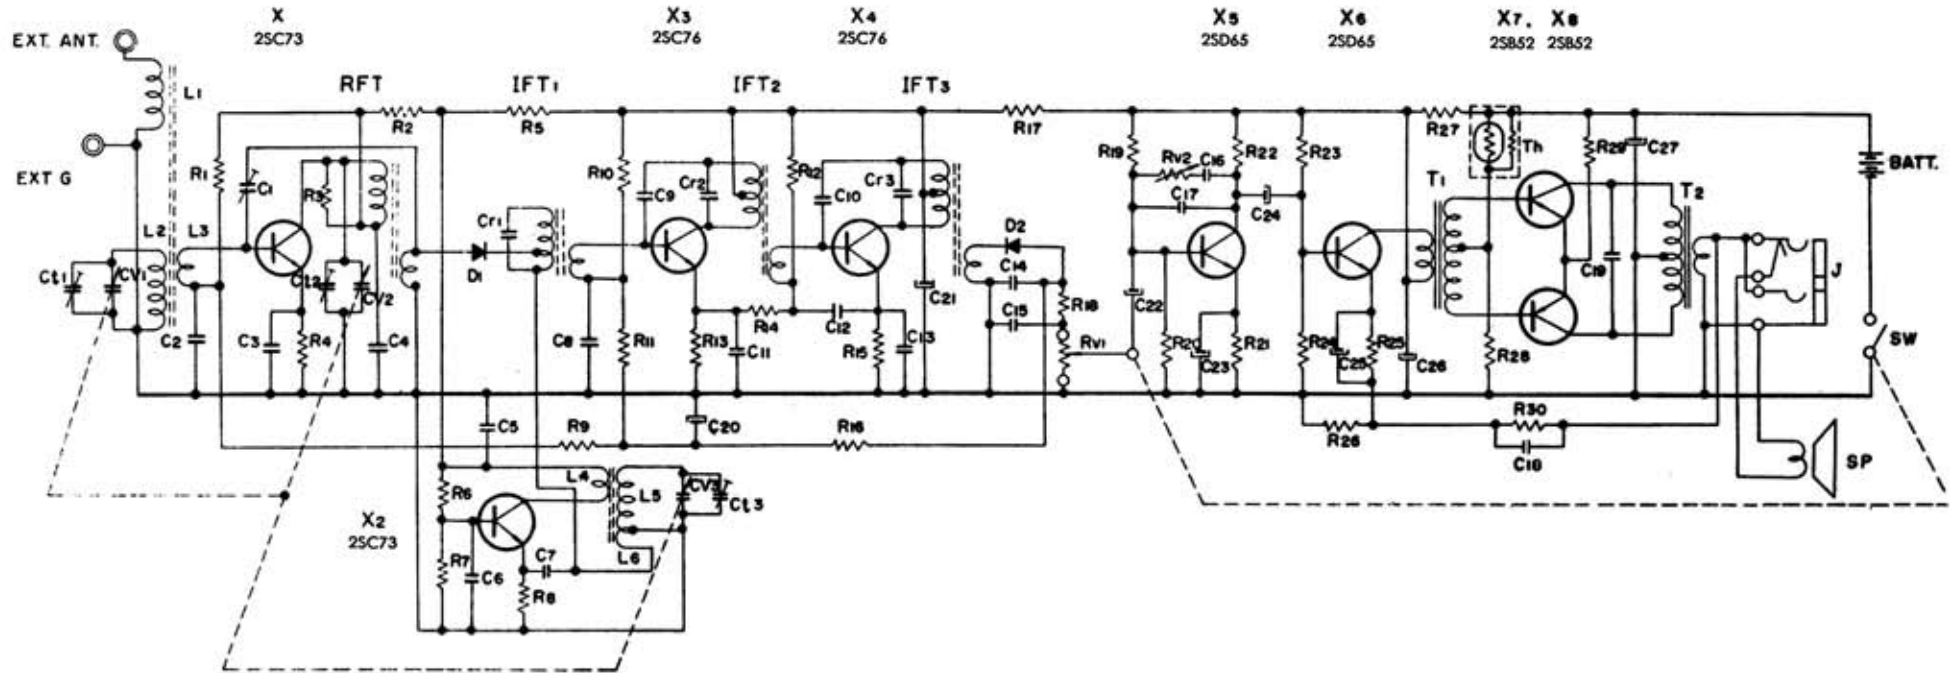 X X3 X4 X5 X6 X7. X8
2SC73 2SC76 2SC76 2SD65 2SD65 2SB52 2SB52
EXT. ANT.
L1
RFT IFT1 IFT2 IFT3
R2 R5 R17 R27
EXT G
R1 C1 R3 R10 C9 Cr2 R12 C10 Cr3 R19 Rv2 C16 R22 R23 Th R29 C27 BATT.
C17 C24 T1 T2
L2 L3 Cr1 D1 D2
Ct1 CV1 Ct2 CV2 C14 C19 J
C21 C15 R18 C22
C2 C3 R4 C4 C8 R11 R13 C11 R14 C12 R15 C13 Rv1 R20 C23 R21 R24 C25 R25 C26 R28 SW
C5 R9 C20 R16 R26 R30
C18 SP
R6 L4 L5 CV3 Ct3
X2
2SC73
R7 C6 C7 L6
R8